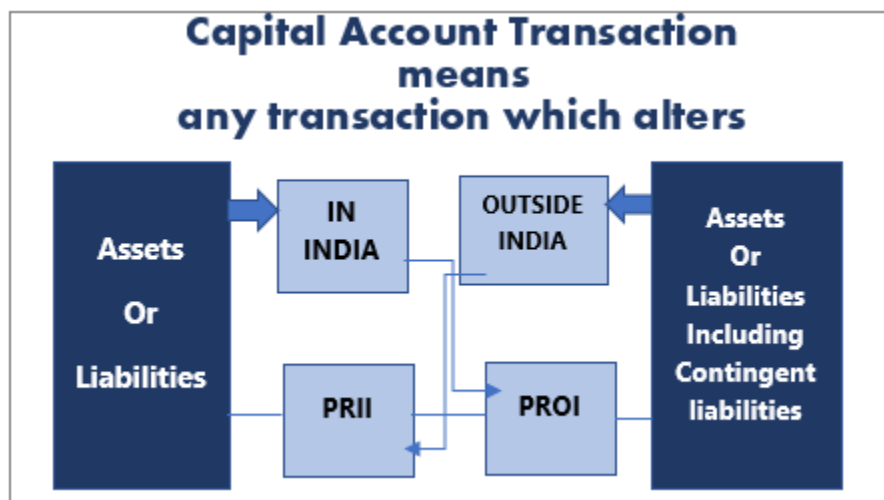 Capital Account Transaction
means
any transaction which alters
Assets
Or
Liabilities
IN
INDIA
OUTSIDE
INDIA
PRII
PROI
Assets
Or
Liabilities
Including
Contingent
liabilities